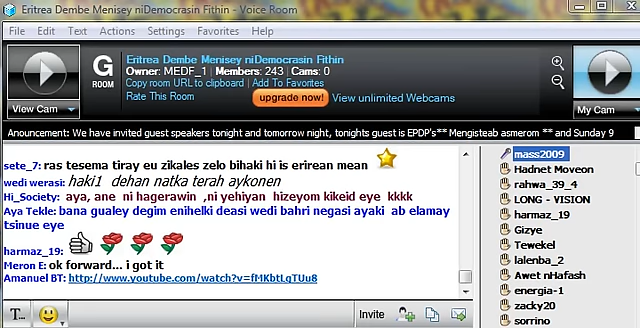 Eritrea Dembe Menisey niDemocrasin Fithin - Voice Room
File Edit Text Actions Settings Favorites Help
Eritrea Dembe Menisey niDemocrasin Fithin
G ROOM
Owner: MEDF_1 | Members: 243 | Cams: 0
Copy room URL to clipboard | Add To Favorites
Rate This Room
upgrade now! View unlimited Webcams
View Cam
My Cam
Anouncement: We have invited guest speakers tonight and tomorrow night, tonights guest is EPDP's** Mengisteab asmerom ** and Sunday 9
sete_7: ras tesema tiray eu zikales zelo bihaki hi is erirean mean
wedi werasi: haki1 dehan natka terah aykonen
Hi_Society: aya, ane ni hagerawin ,ni yehiyan hizeyom kikeid eye kkkk
Aya Tekle: bana gualey degim enihelki deasi wedi bahri negasi ayaki ab elamay
tsinue eye
harmaz_19:
Meron E: ok forward... i got it
Amanuel BT: http://www.youtube.com/watch?v=fMKbtLgTUu8
T...
Invite
mass2009
Hadnet Moveon
rahwa_39_4
LONG - VISION
harmaz_19
Gizye
Tewekel
lalenba_2
Awet nHafash
energia-1
zacky20
sorrino